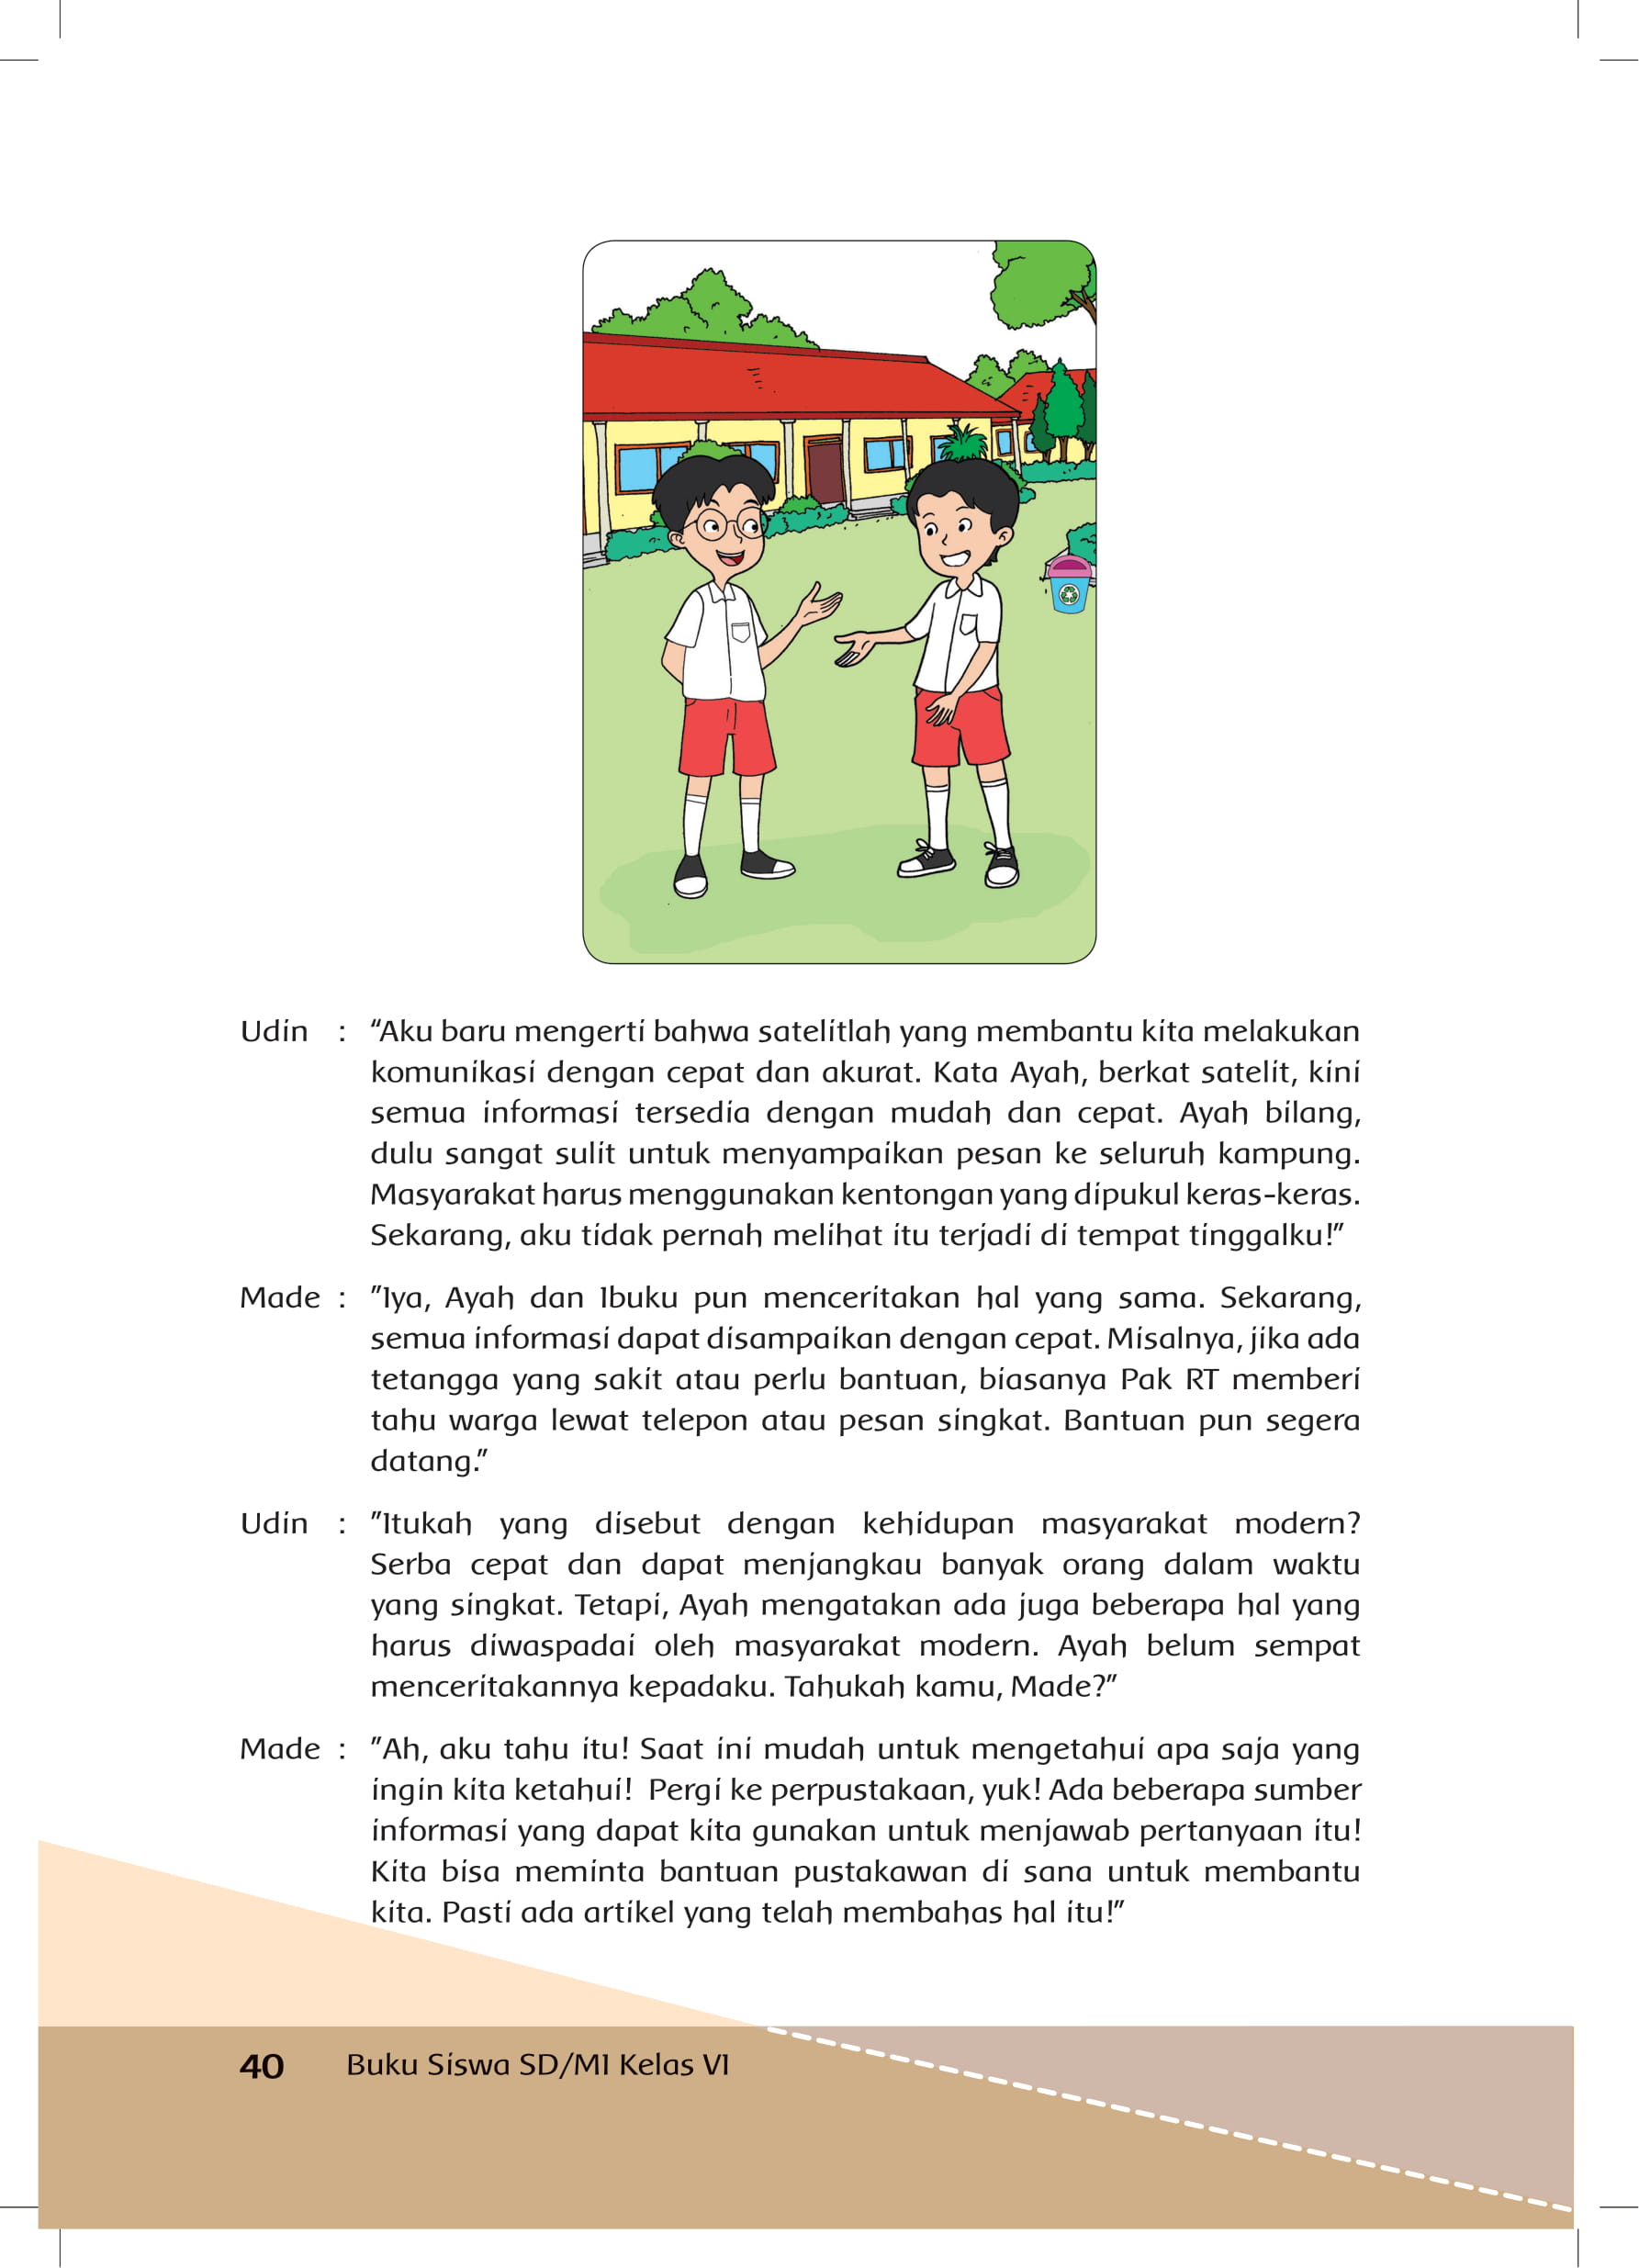 Udin : “Aku baru mengerti bahwa satelitlah yang membantu kita melakukan
komunikasi dengan cepat dan akurat. Kata Ayah, berkat satelit, kini
semua informasi tersedia dengan mudah dan cepat. Ayah bilang,
dulu sangat sulit untuk menyampaikan pesan ke seluruh kampung.
Masyarakat harus menggunakan kentongan yang dipukul keras-keras.
Sekarang, aku tidak pernah melihat itu terjadi di tempat tinggalku!”
Made : ”Iya, Ayah dan Ibuku pun menceritakan hal yang sama. Sekarang,
semua informasi dapat disampaikan dengan cepat. Misalnya, jika ada
tetangga yang sakit atau perlu bantuan, biasanya Pak RT memberi
tahu warga lewat telepon atau pesan singkat. Bantuan pun segera
datang.”
Udin : ”Itukah yang disebut dengan kehidupan masyarakat modern?
Serba cepat dan dapat menjangkau banyak orang dalam waktu
yang singkat. Tetapi, Ayah mengatakan ada juga beberapa hal yang
harus diwaspadai oleh masyarakat modern. Ayah belum sempat
menceritakannya kepadaku. Tahukah kamu, Made?”
Made : ”Ah, aku tahu itu! Saat ini mudah untuk mengetahui apa saja yang
ingin kita ketahui! Pergi ke perpustakaan, yuk! Ada beberapa sumber
informasi yang dapat kita gunakan untuk menjawab pertanyaan itu!
Kita bisa meminta bantuan pustakawan di sana untuk membantu
kita. Pasti ada artikel yang telah membahas hal itu!”
40 Buku Siswa SD/MI Kelas VI